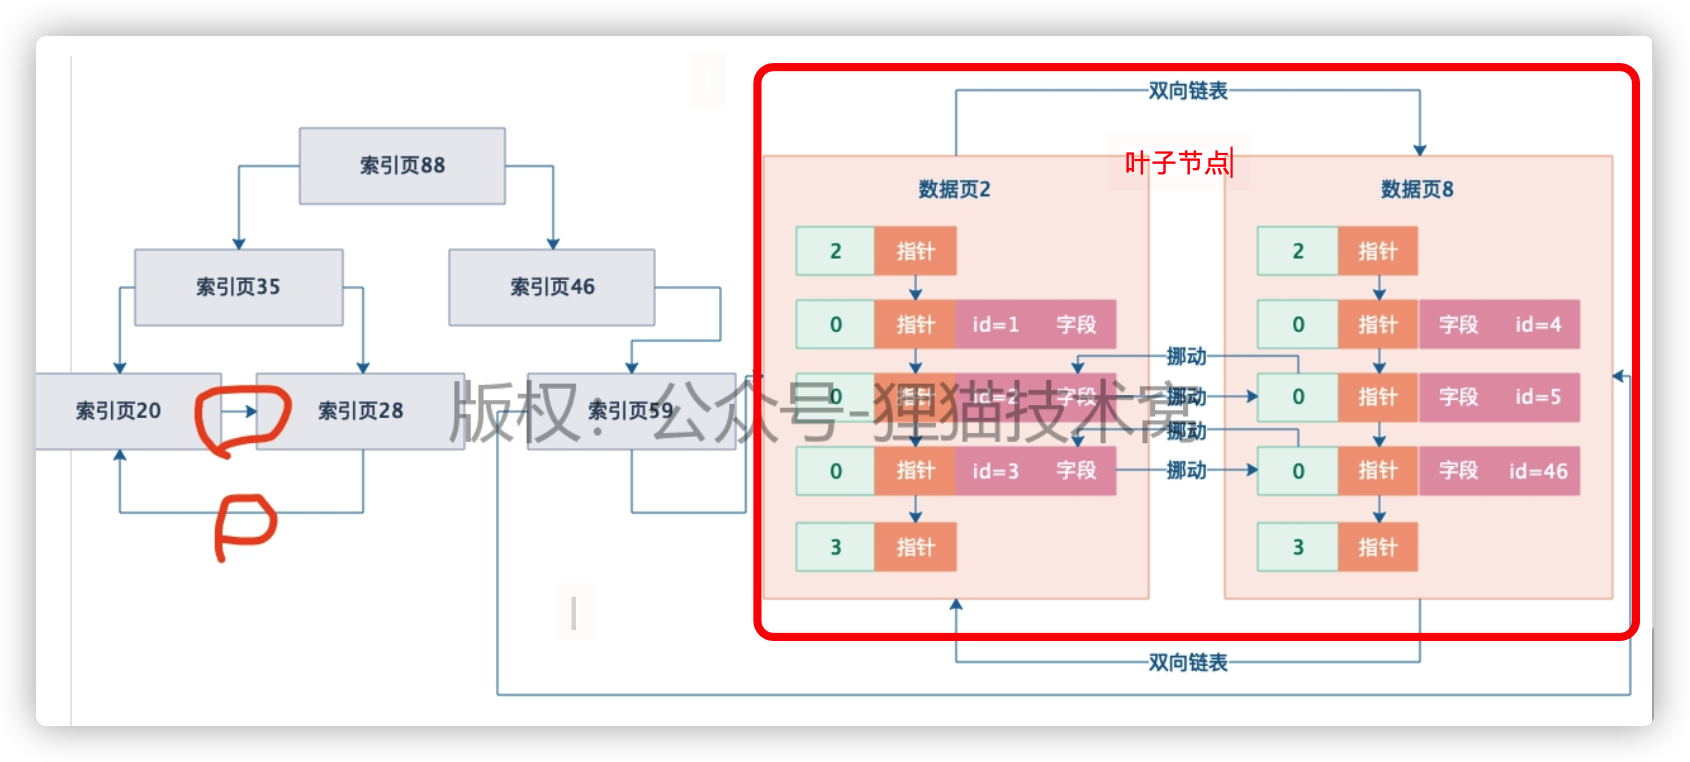 双向链表
叶子节点
索引页88
数据页2
数据页8
2 指针
2 指针
索引页35
索引页46
0 指针 id=1 字段
0 指针 字段 id=4
挪动
索引页20
索引页28
索引页59
0 指针 id=2 字段
挪动
0 指针 字段 id=5
版权：公众号-狸猫技术窝
挪动
0 指针 id=3 字段
挪动
0 指针 字段 id=46
P
3 指针
3 指针
双向链表